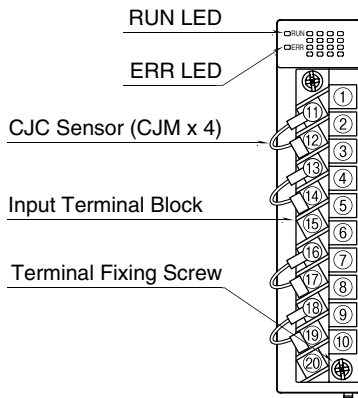 RUN LED
RUN
ERR
ERR LED
CJC Sensor (CJM x 4)
Input Terminal Block
Terminal Fixing Screw
①
⑪
②
⑫
③
⑬
④
⑭
⑤
⑮
⑥
⑯
⑦
⑰
⑧
⑱
⑨
⑲
⑩
⑳